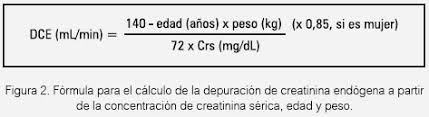 DCE (mL/min) = 140 - edad (años) x peso (kg) (x 0,85, si es mujer)
72 x Crs (mg/dL)
Figura 2. Fórmula para el cálculo de la depuración de creatinina endógena a partir
de la concentración de creatinina sérica, edad y peso.